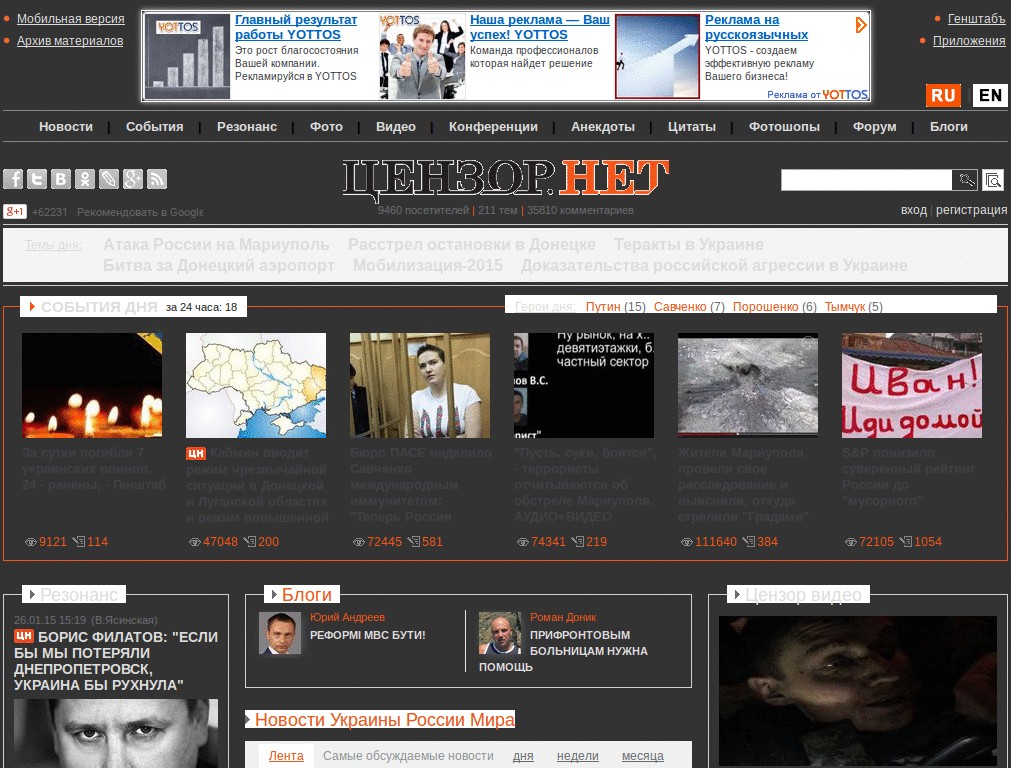 Мобильная версия
Архив материалов
YOTTOS
Главный результат
работы YOTTOS
Это рост благосостояния
Вашей компании.
Рекламируйся в YOTTOS
YOTTOS
Наша реклама — Ваш
успех! YOTTOS
Команда профессионалов
которая найдет решение
Реклама на
русскоязычных
YOTTOS - создаем
эффективную рекламу
Вашего бизнеса!
Реклама от YOTTOS
Генштабъ
Приложения
RU EN
Новости | События | Резонанс | Фото | Видео | Конференции | Анекдоты | Цитаты | Фотошопы | Форум | Блоги
ЦЕНЗОР.НЕТ
9460 посетителей | 211 тем | 35810 комментариев
g+1 +62231 Рекомендовать в Google
вход | регистрация
Темы дня: Атака России на Мариуполь Расстрел остановки в Донецке Теракты в Украине
Битва за Донецкий аэропорт Мобилизация-2015 Доказательства российской агрессии в Украине
СОБЫТИЯ ДНЯ за 24 часа: 18
Герои дня: Путин (15) Савченко (7) Порошенко (6) Тымчук (5)
Ну рынок, на х..
девятиэтажки, б.
частный сектор
нов В.С.
орист"
Иван!
Иди домой
За сутки погибли 7
украинских воинов,
24 - ранены, - Генштаб
9121 114
ЦН Кабмин вводит
режим чрезвычайной
ситуации в Донецкой
и Луганской областях
и режим повышенной
47048 200
Бюро ПАСЕ наделило
Савченко
международным
иммунитетом:
"Теперь Россия
72445 581
"Пусть, суки, боятся",
- террористы
отчитываются об
обстреле Мариуполя.
АУДИО+ВИДЕО
74341 219
Жители Мариуполя
провели свое
расследование и
выяснили, откуда
стреляли "Градами"
111640 384
S&P понизило
суверенный рейтинг
России до
"мусорного"
72105 1054
Резонанс
26.01.15 15:19 (В.Ясинская)
ЦН БОРИС ФИЛАТОВ: "ЕСЛИ
БЫ МЫ ПОТЕРЯЛИ
ДНЕПРОПЕТРОВСК,
УКРАИНА БЫ РУХНУЛА"
Блоги
Юрий Андреев
РЕФОРМІ МВС БУТИ!
Роман Доник
ПРИФРОНТОВЫМ
БОЛЬНИЦАМ НУЖНА
ПОМОЩЬ
Новости Украины России Мира
Лента Самые обсуждаемые новости дня недели месяца
Цензор видео